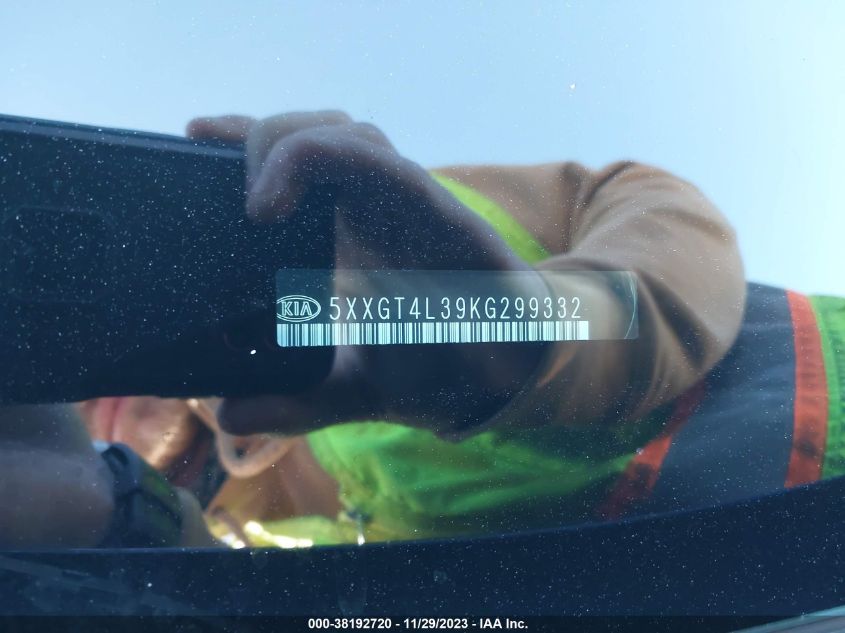 KIA 5XXGT4L39KG299332
000-38192720 - 11/29/2023 - IAA Inc.